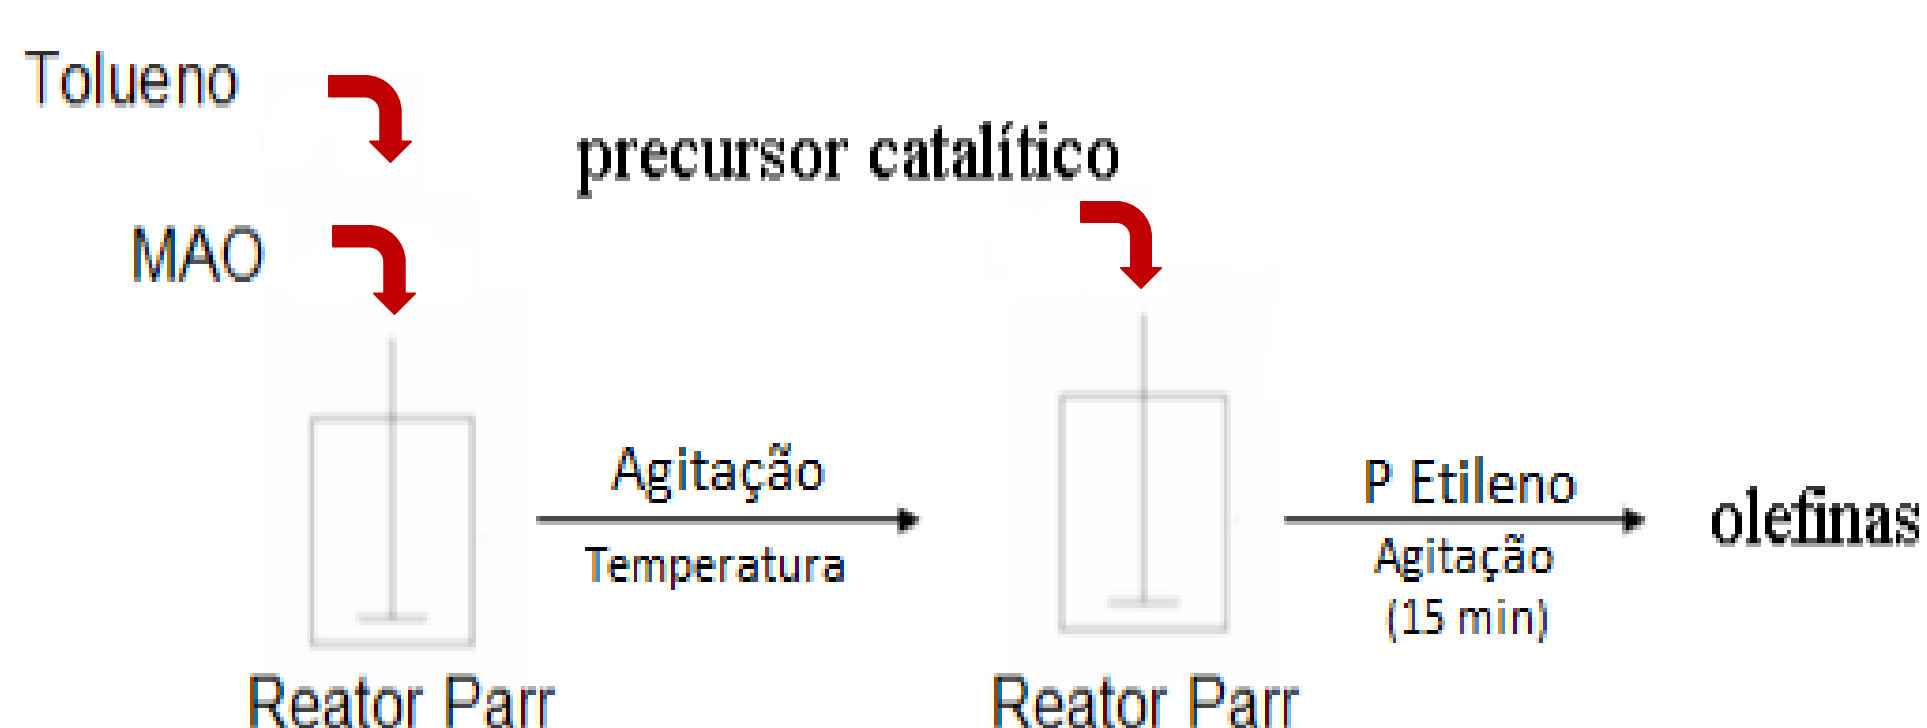 Tolueno
MAO
Reator Parr
Agitação
Temperatura
precursor catalítico
Reator Parr
P Etileno
Agitação
(15 min)
olefinas